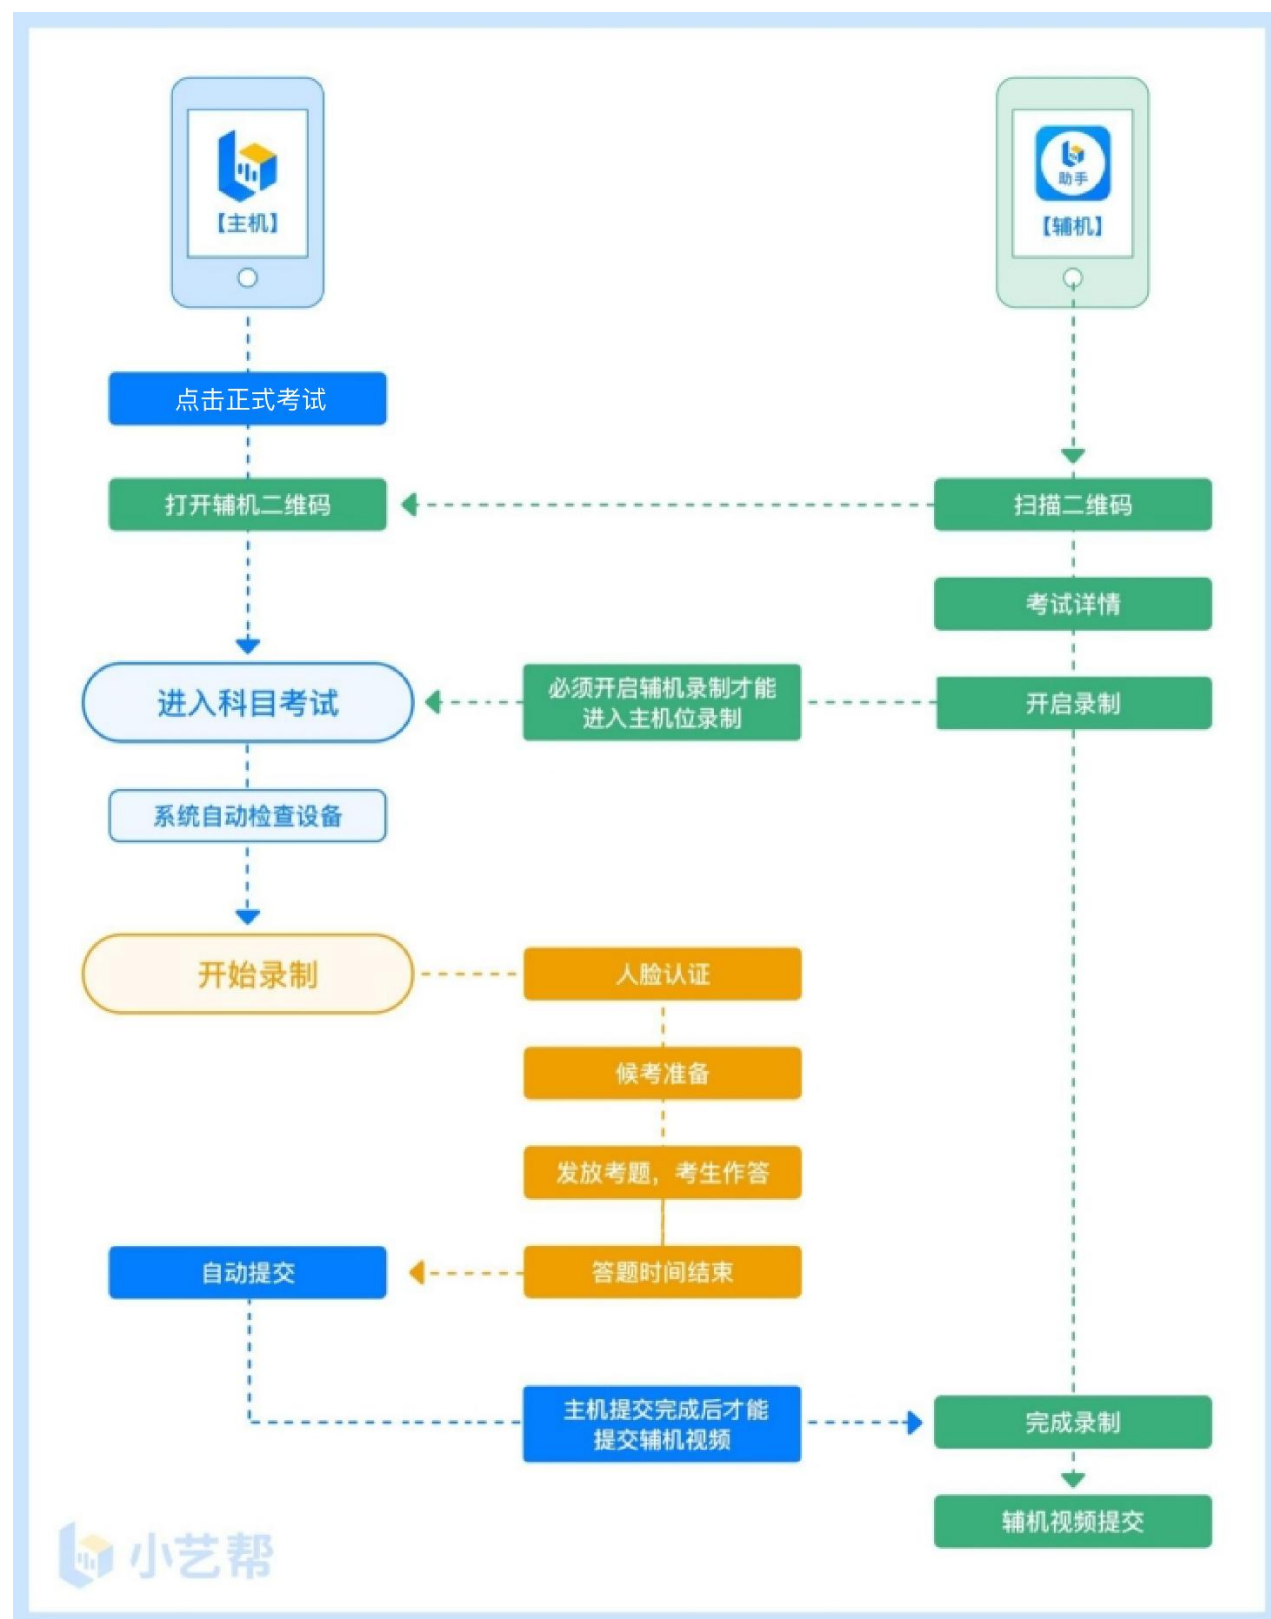 【主机】
助手
【辅机】
点击正式考试
打开辅机二维码
扫描二维码
考试详情
进入科目考试
必须开启辅机录制才能
进入主机位录制
开启录制
系统自动检查设备
开始录制
人脸认证
候考准备
发放考题，考生作答
自动提交
答题时间结束
主机提交完成后才能
提交辅机视频
完成录制
辅机视频提交
小艺帮